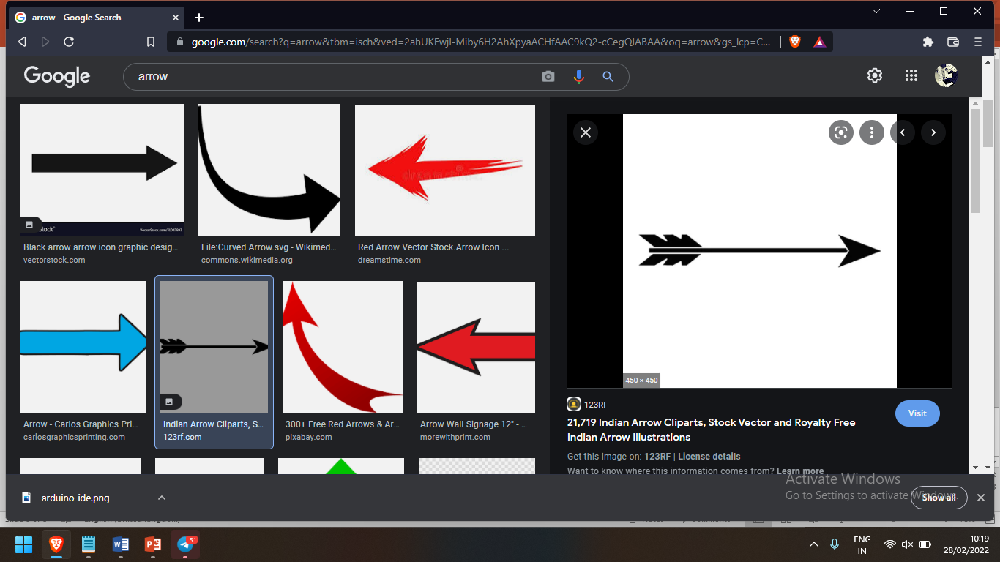 arrow - Google Search
google.com/search?q=arrow&tbm=isch&ved=2ahUKEwjI-Miby6H2AhXpyaACHfAAC9kQ2-cCegQIABAA&oq=arrow&gs_lcp=C...
Google
arrow
VectorStock.com/31047693
dreamstime
Black arrow arrow icon graphic desig...
vectorstock.com
File:Curved Arrow.svg - Wikimed...
commons.wikimedia.org
Red Arrow Vector Stock.Arrow Icon ...
dreamstime.com
Arrow - Carlos Graphics Pri...
carlosgraphicsprinting.com
Indian Arrow Cliparts, S...
123rf.com
300+ Free Red Arrows & Ar...
pixabay.com
Arrow Wall Signage 12" - ...
morewithprint.com
450 × 450
123RF
21,719 Indian Arrow Cliparts, Stock Vector and Royalty Free
Indian Arrow Illustrations
Visit
Get this image on: 123RF | License details
Want to know where this information comes from? Learn more
Activate Windows
Go to Settings to activate Windows.
arduino-ide.png
Show all
51
ENG
IN
10:19
28/02/2022